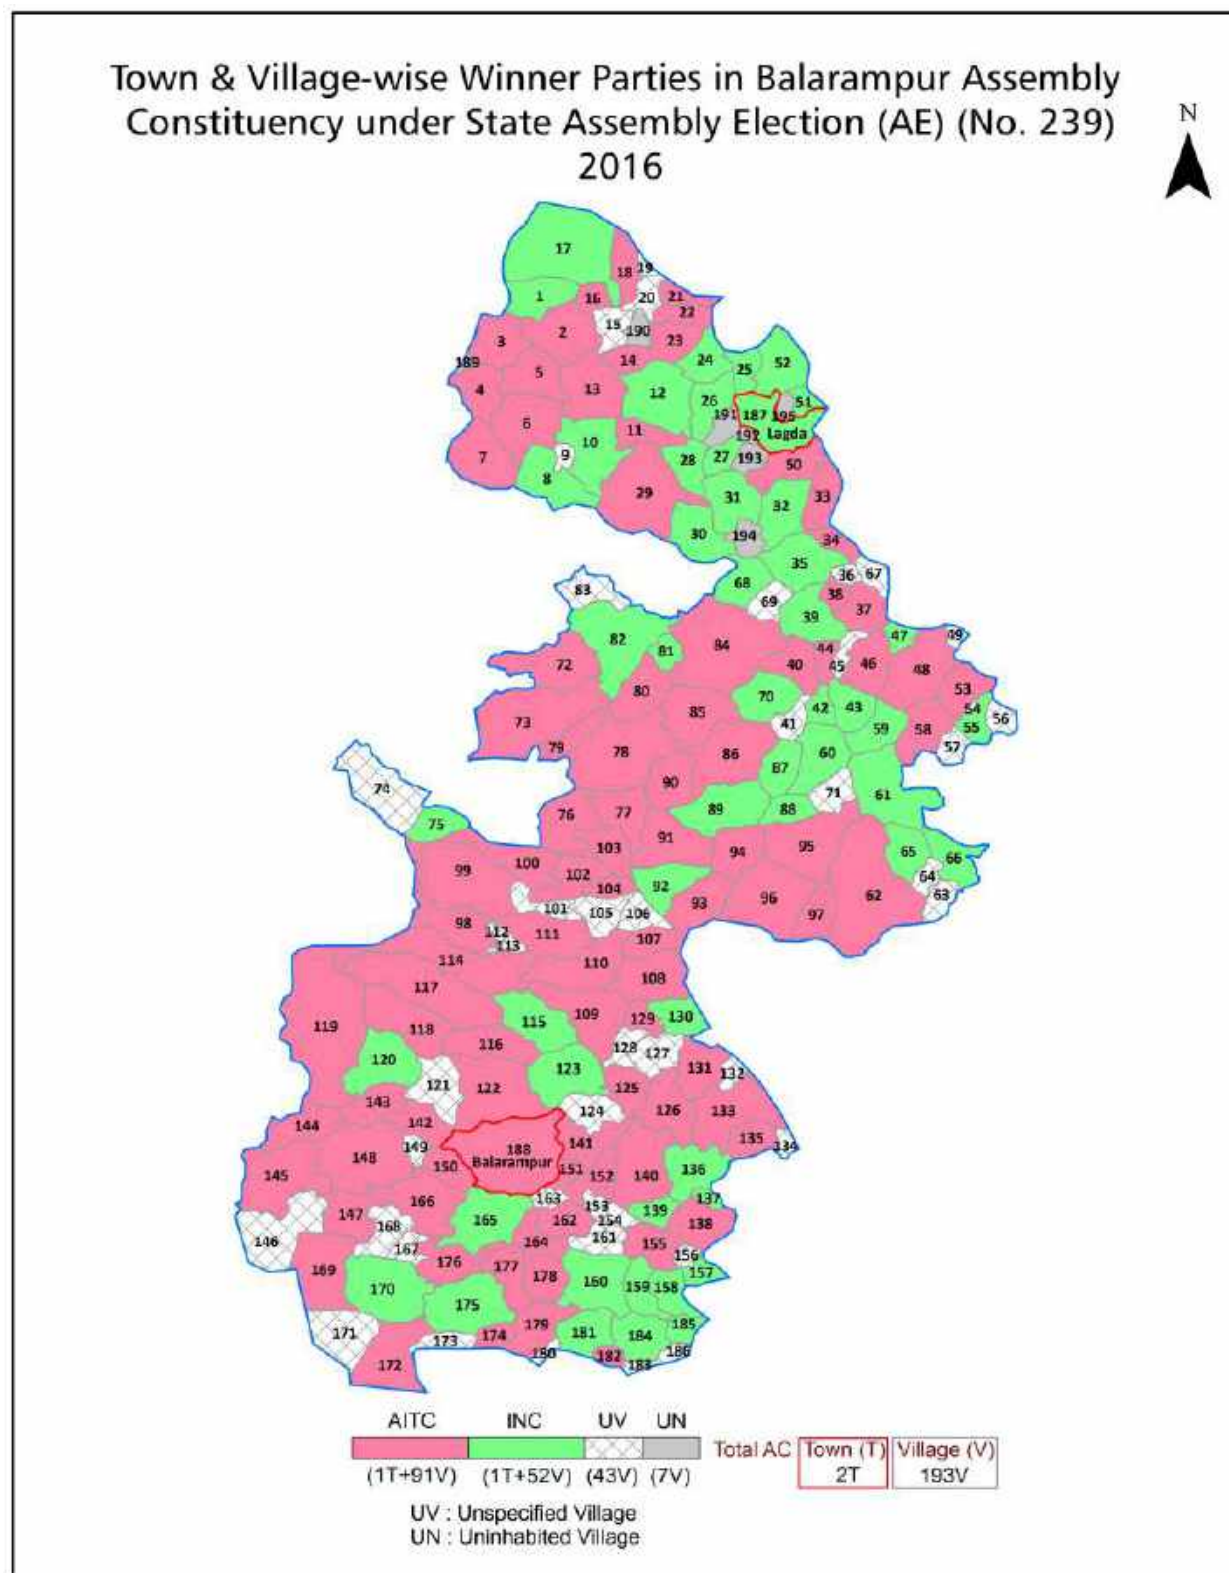 Town & Village-wise Winner Parties in Balarampur Assembly
Constituency under State Assembly Election (AE) (No. 239)
2016
N
17
18 19
1 16 20 21
22
2 15 190 23
3
189 14 24 52
5 25
4 13 12 26 51
191 187 195
6 11 192 Lagda
10
7 9 28 27 193 50
8 29 31 33
32
30 194 34
35
83 68 36 67
69 38 37
39
82 81 84 44 47 49
72 40 45 46 48
80 53
70 42 43 54
73 85 41 59 58 55 56
79 78 86 60 57
87
74 90 71 61
75 76 77 89 88
91 95
103 94 65 66
99 100 102 64
104 92 96 62 63
101 105 106 93 97
98 112 111 107
113
114 110 108
117
119 118 115 109 129 130
116 128 127
120 123 131 132
121 122 125
143 124 126 133
144 142 141 135 134
149 188
148 150 Balarampur 151 152 140 136
145
166 163 153 137
147 168 165 162 154 139 138
146 167 164 161 155 156
169 176 177 178 157
170 160 159 158
175
171 179 181 184 185
173 174 180 182 183 186
172
AITC INC UV UN
Total AC Town (T) Village (V)
(1T+91V) (1T+52V) (43V) (7V) 2T 193V
UV : Unspecified Village
UN : Uninhabited Village